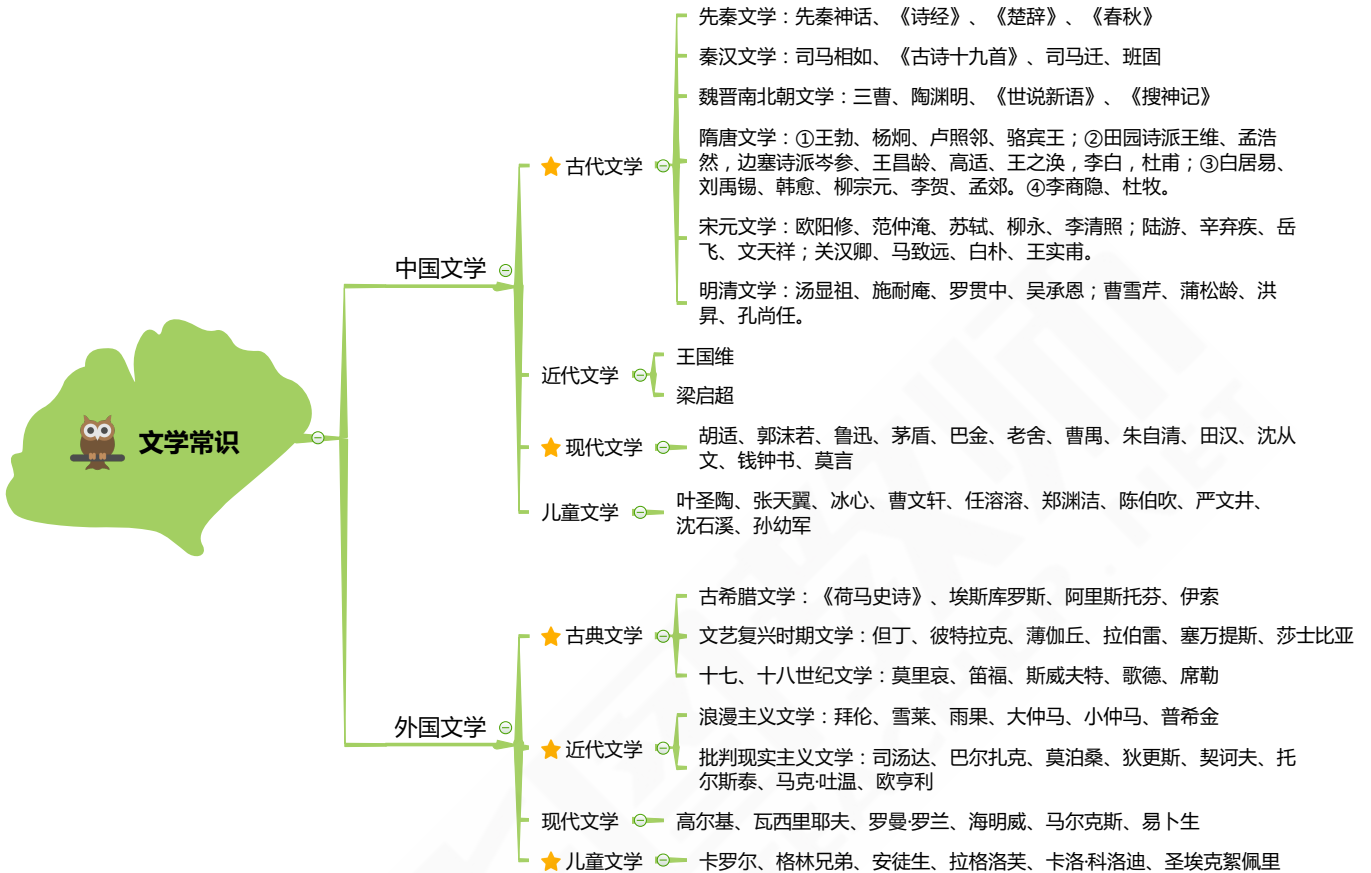 文学常识
中国文学
古代文学
先秦文学：先秦神话、《诗经》、《楚辞》、《春秋》
秦汉文学：司马相如、《古诗十九首》、司马迁、班固
魏晋南北朝文学：三曹、陶渊明、《世说新语》、《搜神记》
隋唐文学：①王勃、杨炯、卢照邻、骆宾王；②田园诗派王维、孟浩
然，边塞诗派岑参、王昌龄、高适、王之涣，李白，杜甫；③白居易、
刘禹锡、韩愈、柳宗元、李贺、孟郊。④李商隐、杜牧。
宋元文学：欧阳修、范仲淹、苏轼、柳永、李清照；陆游、辛弃疾、岳
飞、文天祥；关汉卿、马致远、白朴、王实甫。
明清文学：汤显祖、施耐庵、罗贯中、吴承恩；曹雪芹、蒲松龄、洪
昇、孔尚任。
近代文学
王国维
梁启超
现代文学
胡适、郭沫若、鲁迅、茅盾、巴金、老舍、曹禺、朱自清、田汉、沈从
文、钱钟书、莫言
儿童文学
叶圣陶、张天翼、冰心、曹文轩、任溶溶、郑渊洁、陈伯吹、严文井、
沈石溪、孙幼军
外国文学
古典文学
古希腊文学：《荷马史诗》、埃斯库罗斯、阿里斯托芬、伊索
文艺复兴时期文学：但丁、彼特拉克、薄伽丘、拉伯雷、塞万提斯、莎士比亚
十七、十八世纪文学：莫里哀、笛福、斯威夫特、歌德、席勒
近代文学
浪漫主义文学：拜伦、雪莱、雨果、大仲马、小仲马、普希金
批判现实主义文学：司汤达、巴尔扎克、莫泊桑、狄更斯、契诃夫、托
尔斯泰、马克·吐温、欧亨利
现代文学
高尔基、瓦西里耶夫、罗曼·罗兰、海明威、马尔克斯、易卜生
儿童文学
卡罗尔、格林兄弟、安徒生、拉格洛芙、卡洛·科洛迪、圣埃克絮佩里